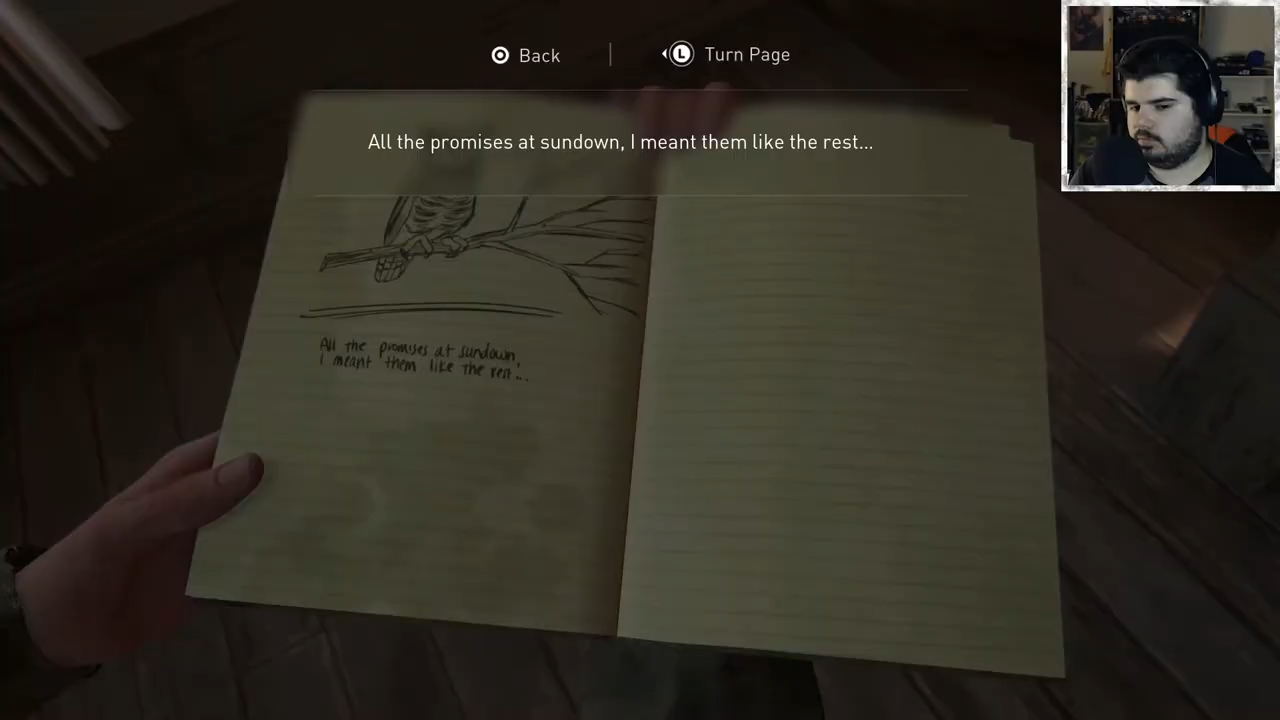 Back | L Turn Page
All the promises at sundown, I meant them like the rest...
All the promises at sundown,
I meant them like the rest...